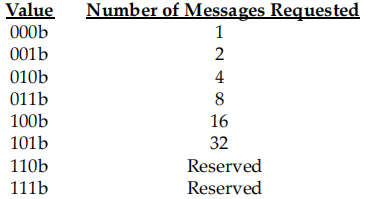 Value Number of Messages Requested
000b 1
001b 2
010b 4
011b 8
100b 16
101b 32
110b Reserved
111b Reserved